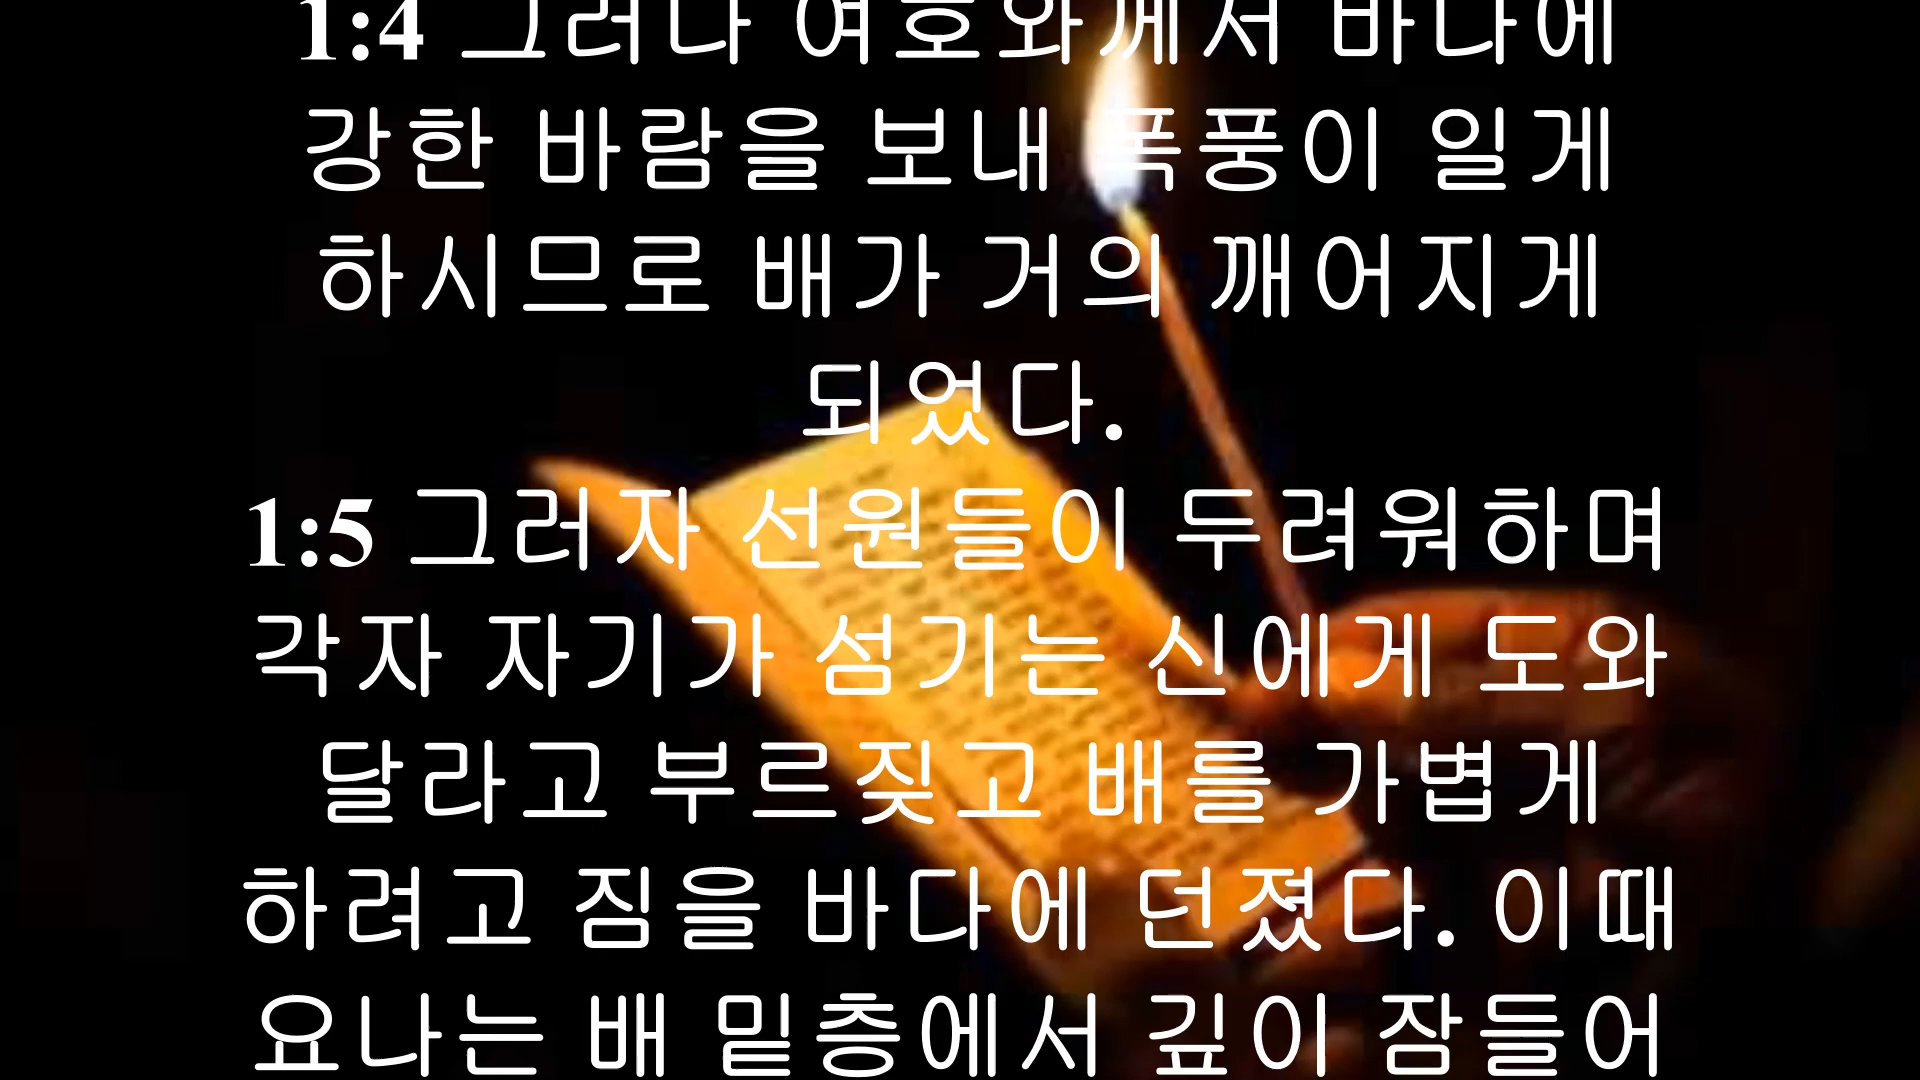 1:4 그러나 여호와께서 바다에
강한 바람을 보내 폭풍이 일게
하시므로 배가 거의 깨어지게
되었다.
1:5 그러자 선원들이 두려워하며
각자 자기가 섬기는 신에게 도와
달라고 부르짖고 배를 가볍게
하려고 짐을 바다에 던졌다. 이때
요나는 배 밑층에서 깊이 잠들어